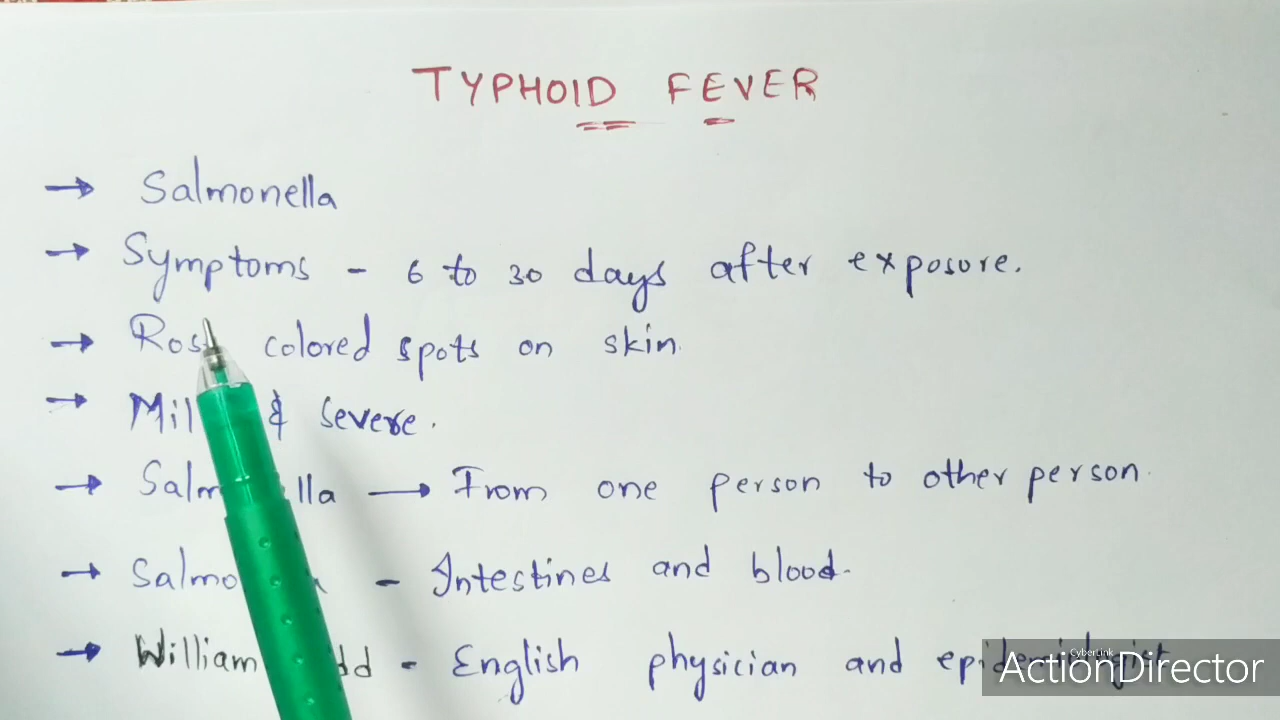 TYPHOID FEVER
→ Salmonella
→ Symptoms - 6 to 30 days after exposure.
→ colored spots on skin.
→ & severe.
→ → From one person to other person.
→ - Intestines and blood.
→ William - English physician and
CyberLink
ActionDirector